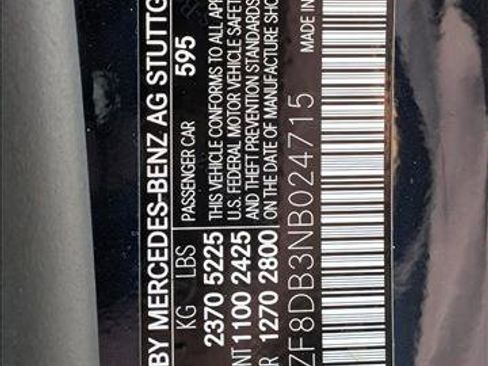 BY MERCEDES-BENZ AG STUTTG
KG LBS PASSENGER CAR 595
2370 5225 THIS VEHICLE CONFORMS TO ALL APP
NT 1100 2425 U.S. FEDERAL MOTOR VEHICLE SAFET
AND THEFT PREVENTION STANDARDS
R 1270 2800 ON THE DATE OF MANUFACTURE SHO
ZF8DB3NB024715 MADE IN